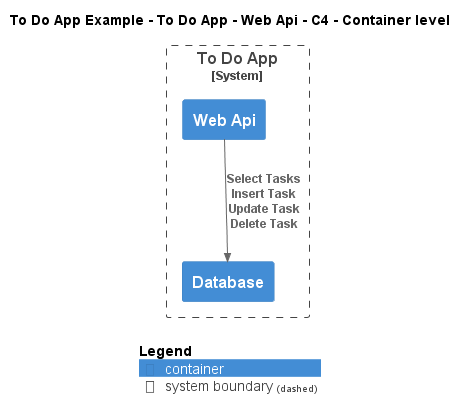 To Do App Example - To Do App - Web Api - C4 - Container level
To Do App
[System]
Web Api
Select Tasks
Insert Task
Update Task
Delete Task
Database
Legend
container
system boundary (dashed)